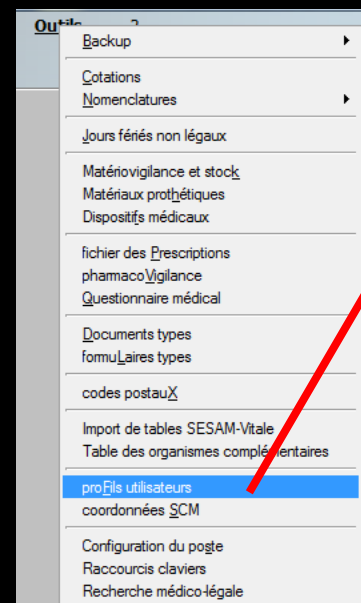 Outils ?
Backup
Cotations
Nomenclatures
Jours fériés non légaux
Matériovigilance et stock
Matériaux prothétiques
Dispositifs médicaux
fichier des Prescriptions
pharmacoVigilance
Questionnaire médical
Documents types
formuLaires types
codes postauX
Import de tables SESAM-Vitale
Table des organismes complémentaires
proFils utilisateurs
coordonnées SCM
Configuration du poste
Raccourcis claviers
Recherche médico-légale